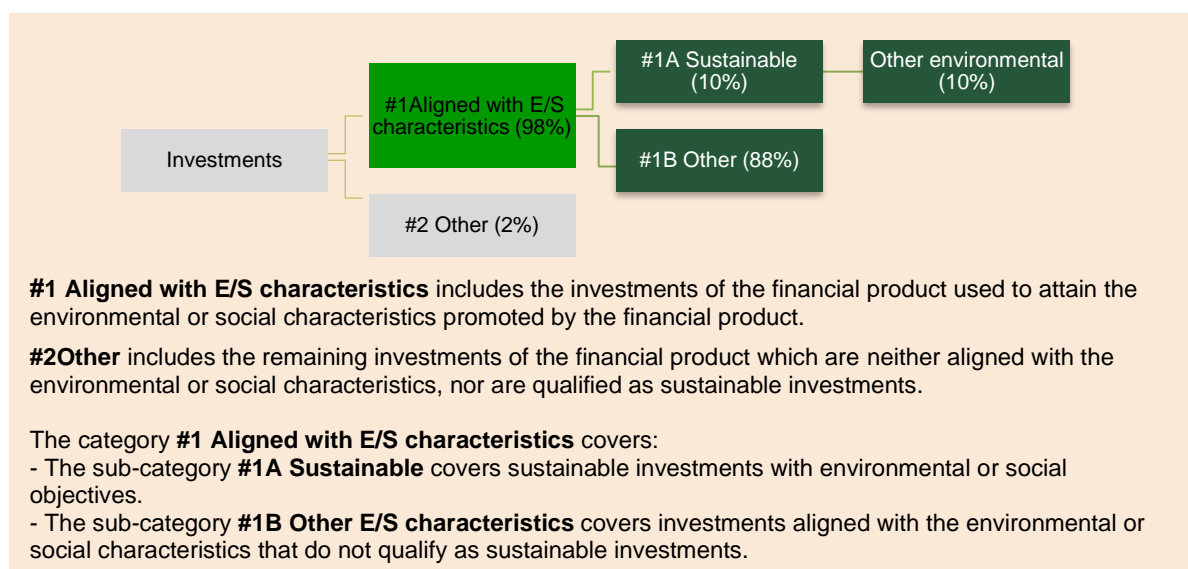 #1A Sustainable
(10%)
Other environmental
(10%)
#1Aligned with E/S
characteristics (98%)
Investments
#1B Other (88%)
#2 Other (2%)
#1 Aligned with E/S characteristics includes the investments of the financial product used to attain the
environmental or social characteristics promoted by the financial product.
#2Other includes the remaining investments of the financial product which are neither aligned with the
environmental or social characteristics, nor are qualified as sustainable investments.
The category #1 Aligned with E/S characteristics covers:
- The sub-category #1A Sustainable covers sustainable investments with environmental or social
objectives.
- The sub-category #1B Other E/S characteristics covers investments aligned with the environmental or
social characteristics that do not qualify as sustainable investments.